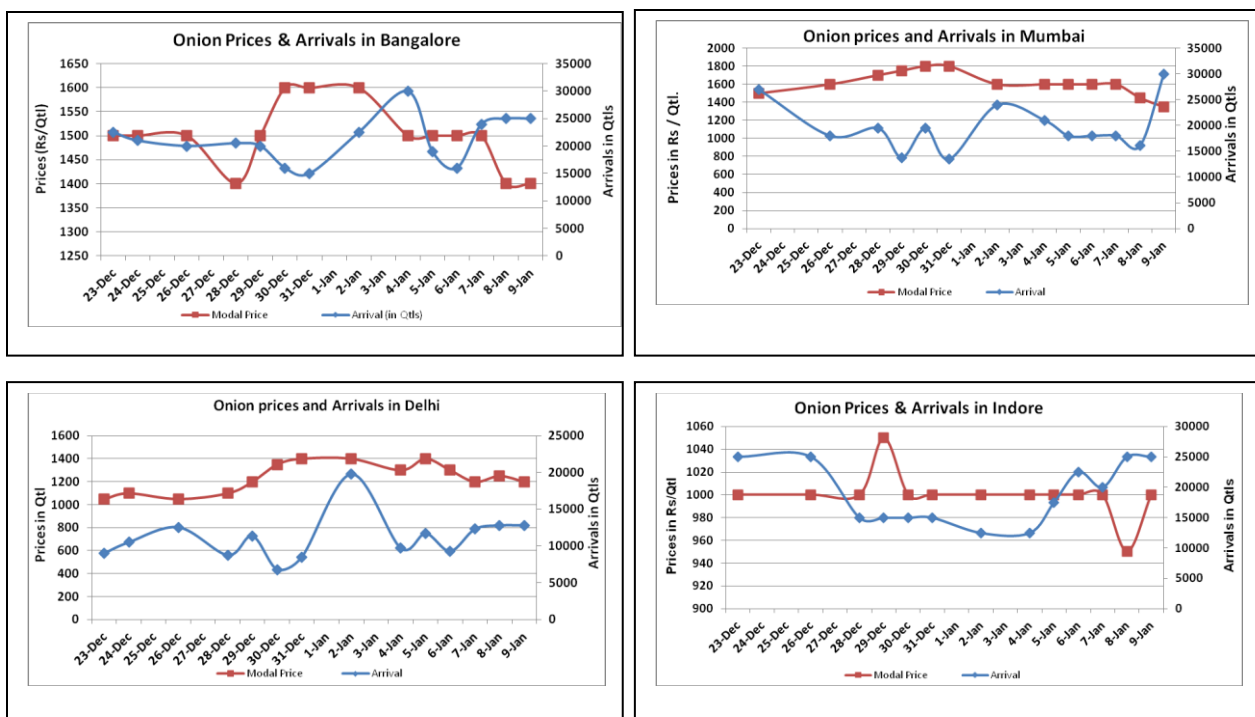 Onion Prices & Arrivals in Bangalore
Prices (Rs/Qtl)
1650
1600
1550
1500
1450
1400
1350
1300
1250
35000
30000
25000
20000
15000
10000
5000
0
Arrivals in Qtls
23-Dec
24-Dec
25-Dec
26-Dec
27-Dec
28-Dec
29-Dec
30-Dec
31-Dec
1-Jan
2-Jan
3-Jan
4-Jan
5-Jan
6-Jan
7-Jan
8-Jan
9-Jan
Modal Price Arrival (in Qtls)
Onion prices and Arrivals in Mumbai
Prices in Rs / Qtl.
2000
1800
1600
1400
1200
1000
800
600
400
200
0
35000
30000
25000
20000
15000
10000
5000
0
Arrivals in Qtls
23-Dec
24-Dec
25-Dec
26-Dec
27-Dec
28-Dec
29-Dec
30-Dec
31-Dec
1-Jan
2-Jan
3-Jan
4-Jan
5-Jan
6-Jan
7-Jan
8-Jan
9-Jan
Modal Price Arrival
Onion prices and Arrivals in Delhi
Prices in Qtl
1600
1400
1200
1000
800
600
400
200
0
25000
20000
15000
10000
5000
0
Arrivals in Qtls
23-Dec
24-Dec
25-Dec
26-Dec
27-Dec
28-Dec
29-Dec
30-Dec
31-Dec
1-Jan
2-Jan
3-Jan
4-Jan
5-Jan
6-Jan
7-Jan
8-Jan
9-Jan
Modal Price Arrival
Onion Prices & Arrivals in Indore
Prices in Rs/Qtl
1060
1040
1020
1000
980
960
940
920
900
30000
25000
20000
15000
10000
5000
0
Arrivals in Qtls
23-Dec
24-Dec
25-Dec
26-Dec
27-Dec
28-Dec
29-Dec
30-Dec
31-Dec
1-Jan
2-Jan
3-Jan
4-Jan
5-Jan
6-Jan
7-Jan
8-Jan
9-Jan
Modal Price Arrival